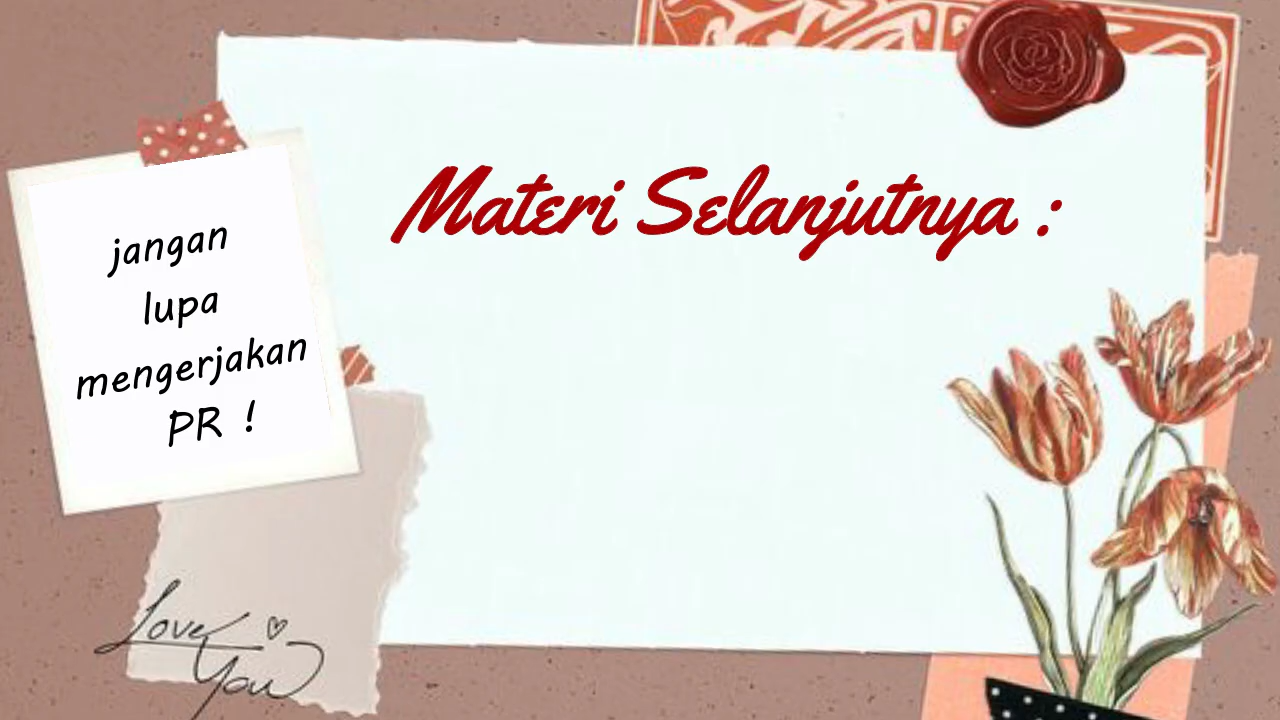 Materi Selanjutnya :
jangan
lupa
mengerjakan
PR !
Love
You